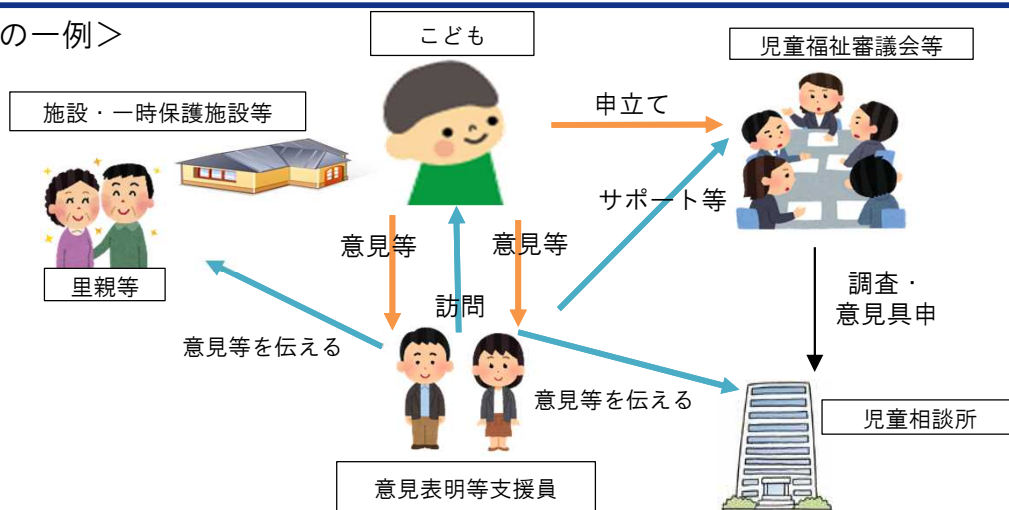 の一例＞
こども
児童福祉審議会等
施設・一時保護施設等
申立て
サポート等
意見等
意見等
里親等
訪問
調査・
意見具申
意見等を伝える
意見等を伝える
児童相談所
意見表明等支援員